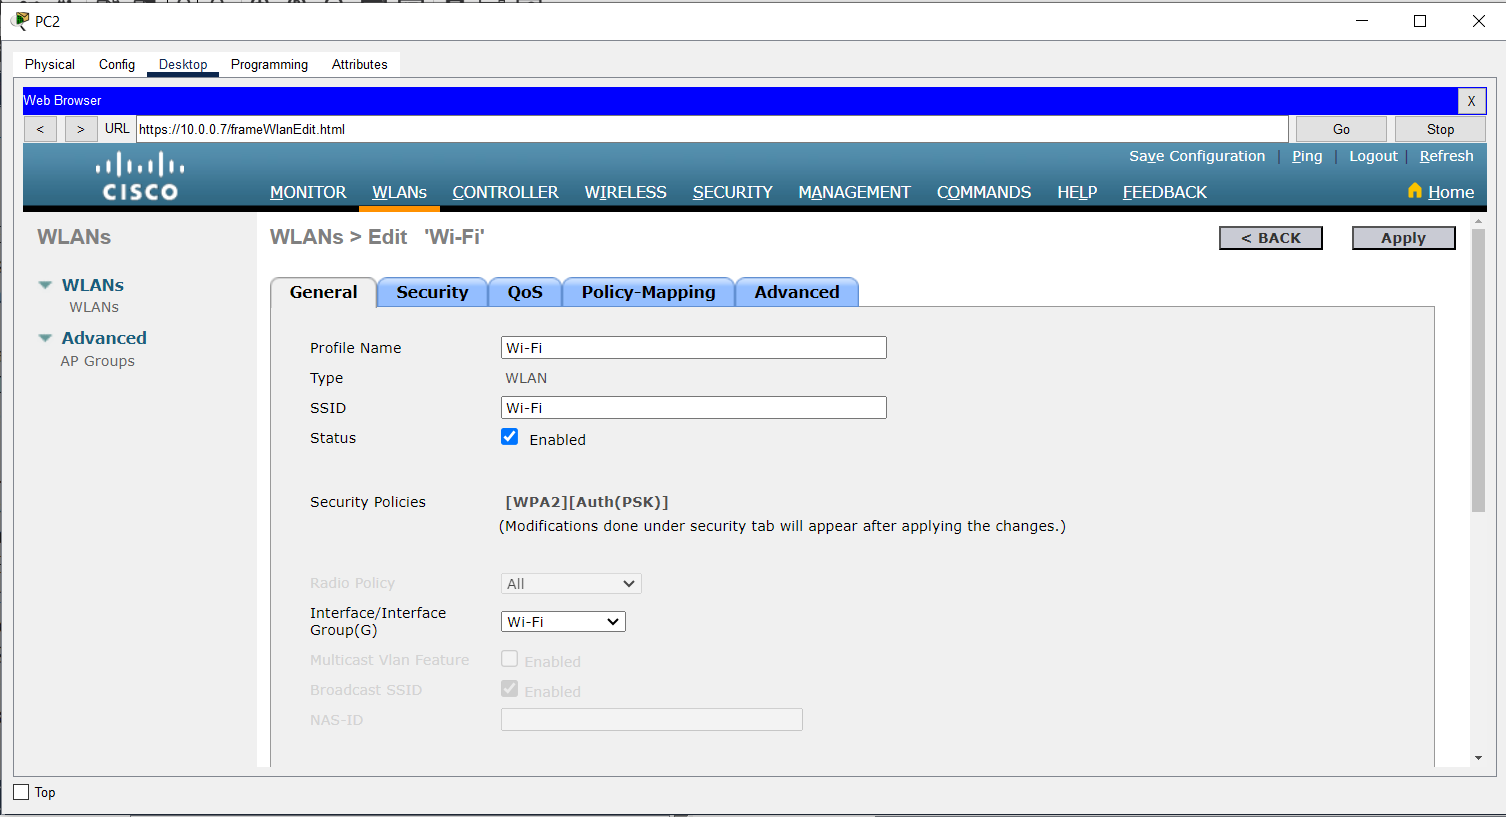 PC2
Physical Config Desktop Programming Attributes
Web Browser X
< > URL https://10.0.0.7/frameWlanEdit.html Go Stop
Save Configuration | Ping | Logout | Refresh
CISCO
MONITOR WLANs CONTROLLER WIRELESS SECURITY MANAGEMENT COMMANDS HELP FEEDBACK Home
WLANs
WLANs
WLANs
Advanced
AP Groups
WLANs > Edit 'Wi-Fi' < BACK Apply
General Security QoS Policy-Mapping Advanced
Profile Name Wi-Fi
Type WLAN
SSID Wi-Fi
Status Enabled
Security Policies [WPA2][Auth(PSK)]
(Modifications done under security tab will appear after applying the changes.)
Radio Policy All
Interface/Interface
Group(G) Wi-Fi
Multicast Vlan Feature Enabled
Broadcast SSID Enabled
NAS-ID
Top